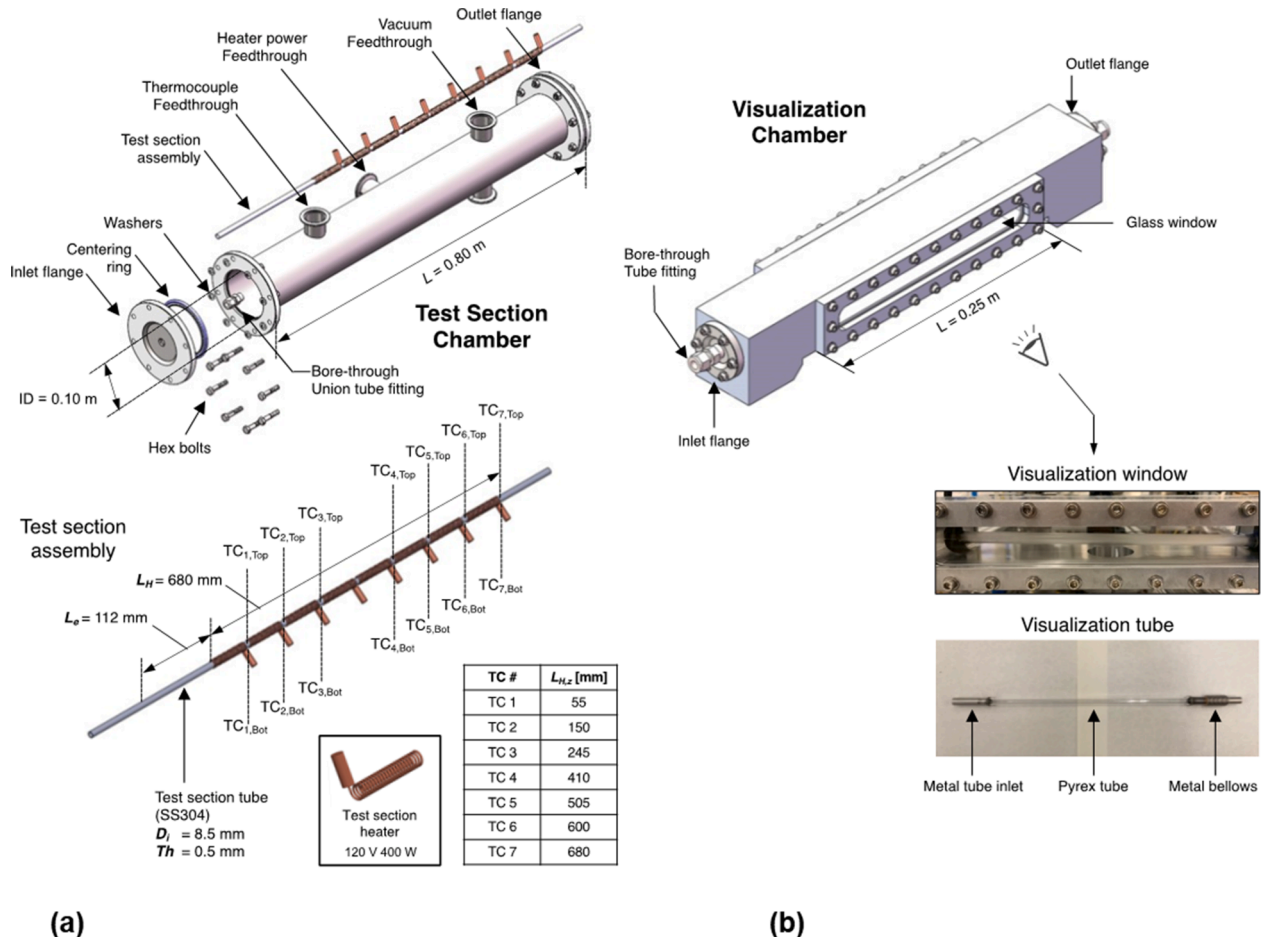 Outlet flange
Vacuum
Feedthrough
Heater power
Feedthrough
Thermocouple
Feedthrough
Test section
assembly
Washers
Centering
ring
Inlet flange
L = 0.80 m
Test Section
Chamber
Bore-through
Union tube fitting
ID = 0.10 m
Hex bolts
Test section
assembly
TC7,Top
TC6,Top
TC5,Top
TC4,Top
TC3,Top
TC2,Top
TC1,Top
LH = 680 mm
Le = 112 mm
TC7,Bot
TC6,Bot
TC5,Bot
TC4,Bot
TC3,Bot
TC2,Bot
TC1,Bot
Test section tube
(SS304)
Di = 8.5 mm
Th = 0.5 mm
Test section
heater
120 V 400 W
TC # LH,z [mm]
TC 1 55
TC 2 150
TC 3 245
TC 4 410
TC 5 505
TC 6 600
TC 7 680
(a)
Outlet flange
Visualization
Chamber
Glass window
Bore-through
Tube fitting
L = 0.25 m
Inlet flange
Visualization window
Visualization tube
Metal tube inlet
Pyrex tube
Metal bellows
(b)